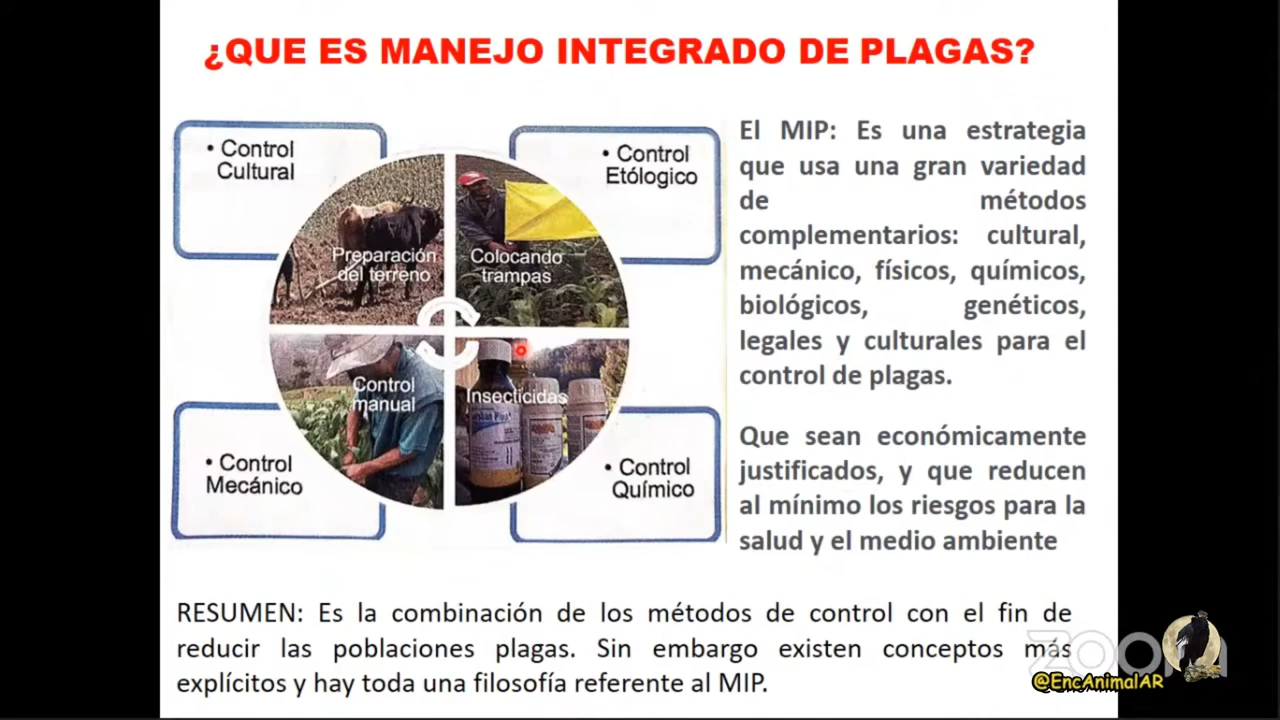 ¿QUE ES MANEJO INTEGRADO DE PLAGAS?
• Control
Cultural
• Control
Etólogico
Preparación
del terreno
Colocando
trampas
Control
manual
Insecticidas
• Control
Mecánico
• Control
Químico
El MIP: Es una estrategia
que usa una gran variedad
de métodos
complementarios: cultural,
mecánico, físicos, químicos,
biológicos, genéticos,
legales y culturales para el
control de plagas.
Que sean económicamente
justificados, y que reducen
al mínimo los riesgos para la
salud y el medio ambiente
RESUMEN: Es la combinación de los métodos de control con el fin de
reducir las poblaciones plagas. Sin embargo existen conceptos más
explícitos y hay toda una filosofía referente al MIP.
zoom
@EncAnimalAR